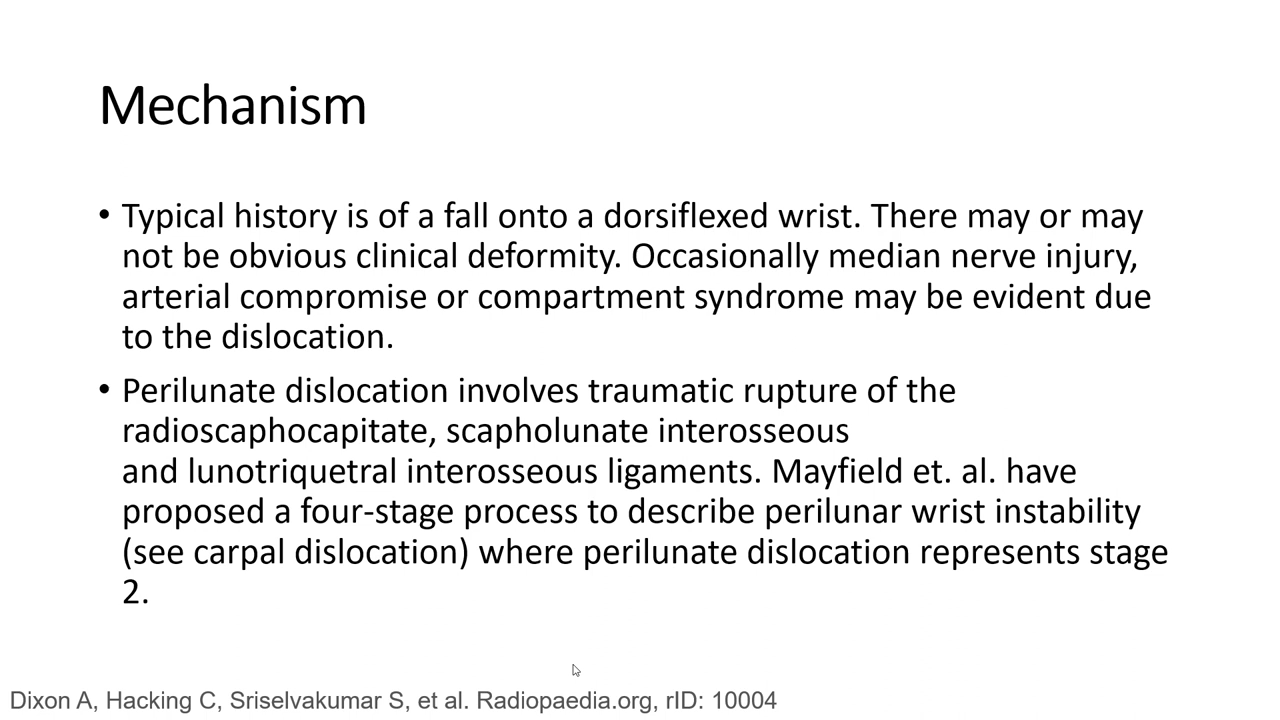 Mechanism
• Typical history is of a fall onto a dorsiflexed wrist. There may or may
not be obvious clinical deformity. Occasionally median nerve injury,
arterial compromise or compartment syndrome may be evident due
to the dislocation.
• Perilunate dislocation involves traumatic rupture of the
radioscaphocapitate, scapholunate interosseous
and lunotriquetral interosseous ligaments. Mayfield et. al. have
proposed a four-stage process to describe perilunar wrist instability
(see carpal dislocation) where perilunate dislocation represents stage
2.
Dixon A, Hacking C, Sriselvakumar S, et al. Radiopaedia.org, rID: 10004